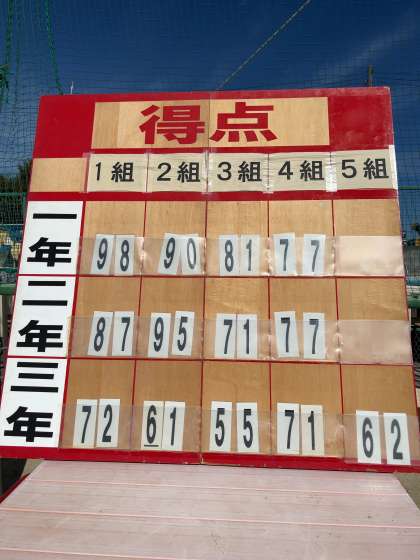 得点
1組 2組 3組 4組 5組
一年 98 90 81 77
二年 87 95 71 77
三年 72 61 55 71 62